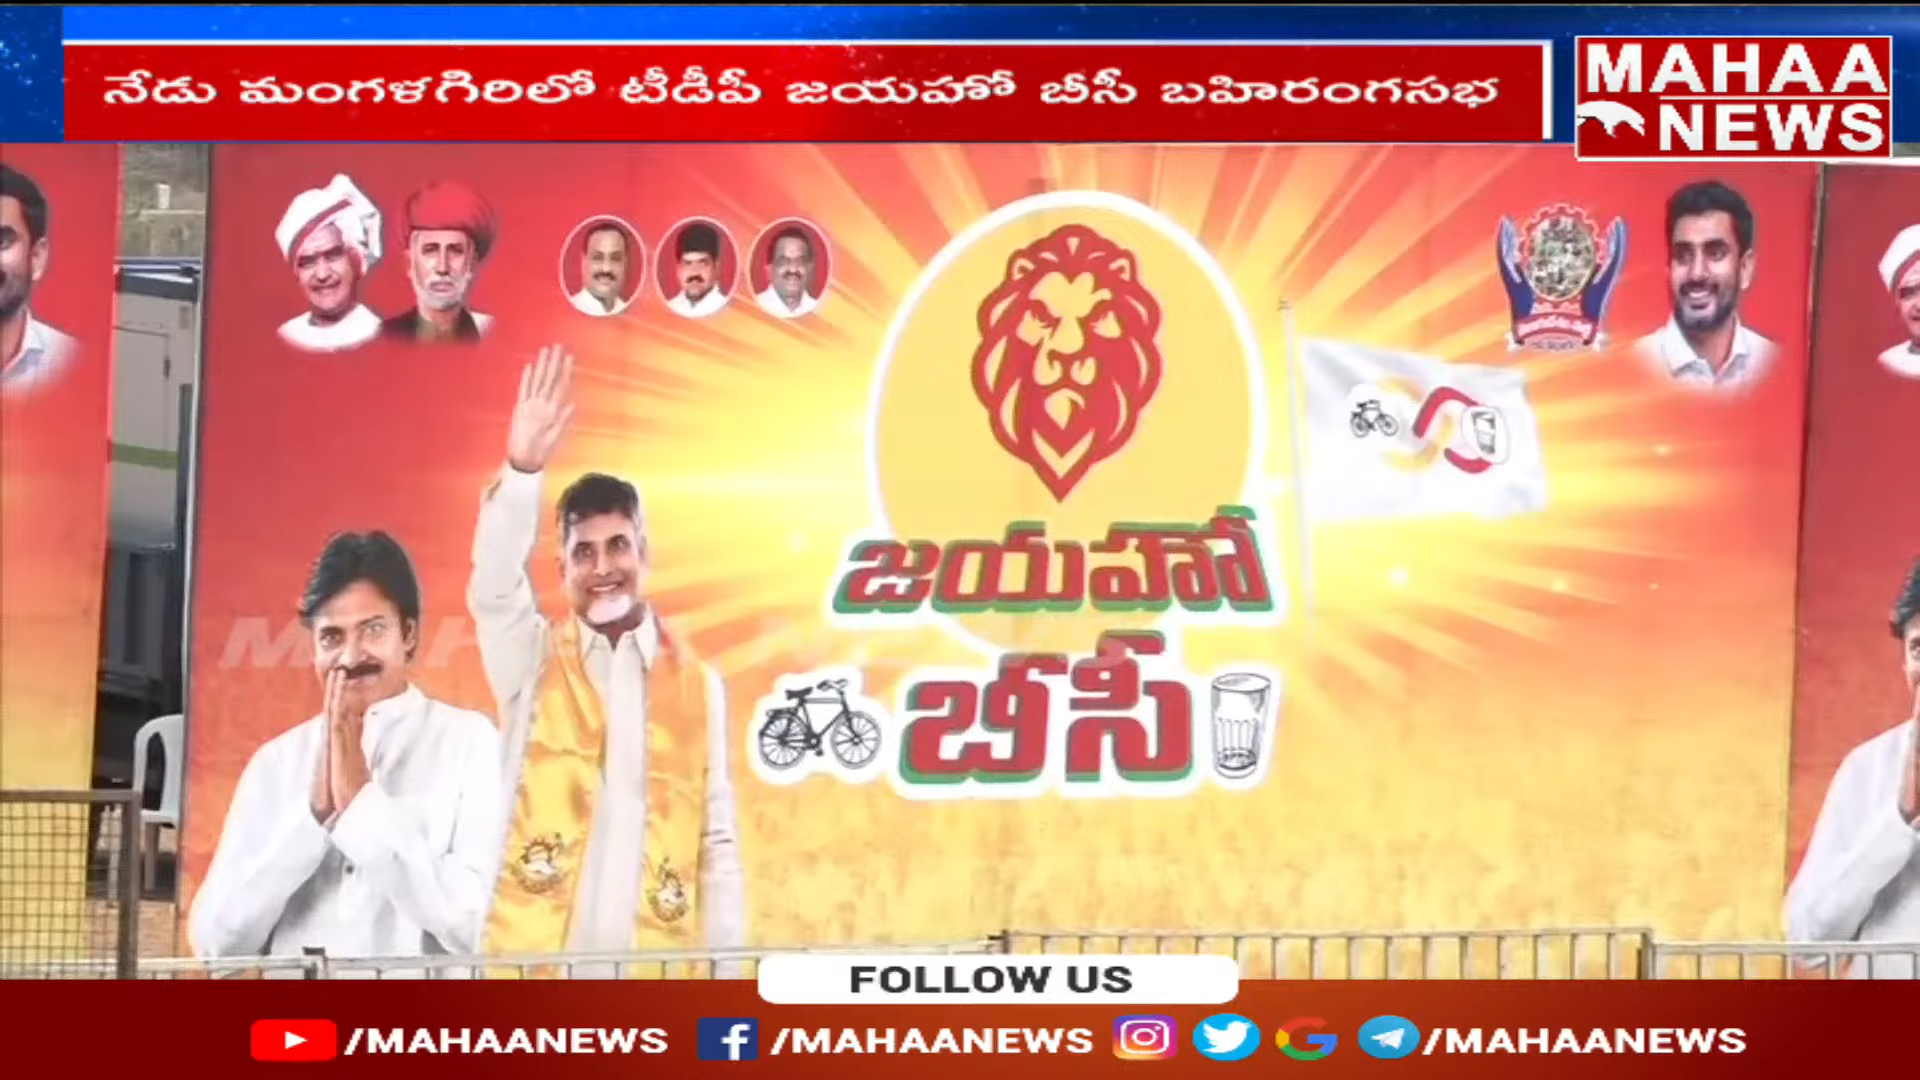 నేడు మంగళగిరిలో టీడీపీ జయహో బీసీ బహిరంగసభ
MAHAA
NEWS
జయహో
బీసీ
FOLLOW US
/MAHAANEWS
/MAHAANEWS
/MAHAANEWS